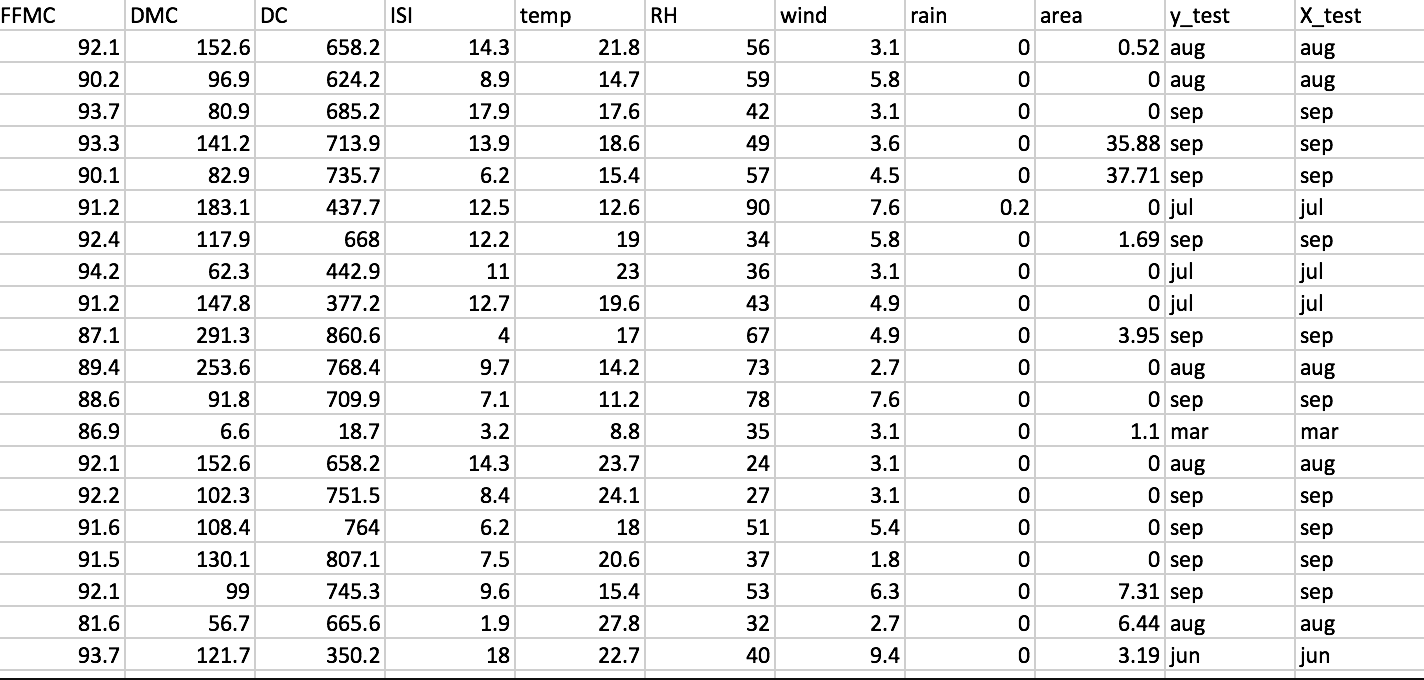 FFMC DMC DC ISI temp RH wind rain area y_test X_test
92.1 152.6 658.2 14.3 21.8 56 3.1 0 0.52 aug aug
90.2 96.9 624.2 8.9 14.7 59 5.8 0 0 aug aug
93.7 80.9 685.2 17.9 17.6 42 3.1 0 0 sep sep
93.3 141.2 713.9 13.9 18.6 49 3.6 0 35.88 sep sep
90.1 82.9 735.7 6.2 15.4 57 4.5 0 37.71 sep sep
91.2 183.1 437.7 12.5 12.6 90 7.6 0.2 0 jul jul
92.4 117.9 668 12.2 19 34 5.8 0 1.69 sep sep
94.2 62.3 442.9 11 23 36 3.1 0 0 jul jul
91.2 147.8 377.2 12.7 19.6 43 4.9 0 0 jul jul
87.1 291.3 860.6 4 17 67 4.9 0 3.95 sep sep
89.4 253.6 768.4 9.7 14.2 73 2.7 0 0 aug aug
88.6 91.8 709.9 7.1 11.2 78 7.6 0 0 sep sep
86.9 6.6 18.7 3.2 8.8 35 3.1 0 1.1 mar mar
92.1 152.6 658.2 14.3 23.7 24 3.1 0 0 aug aug
92.2 102.3 751.5 8.4 24.1 27 3.1 0 0 sep sep
91.6 108.4 764 6.2 18 51 5.4 0 0 sep sep
91.5 130.1 807.1 7.5 20.6 37 1.8 0 0 sep sep
92.1 99 745.3 9.6 15.4 53 6.3 0 7.31 sep sep
81.6 56.7 665.6 1.9 27.8 32 2.7 0 6.44 aug aug
93.7 121.7 350.2 18 22.7 40 9.4 0 3.19 jun jun